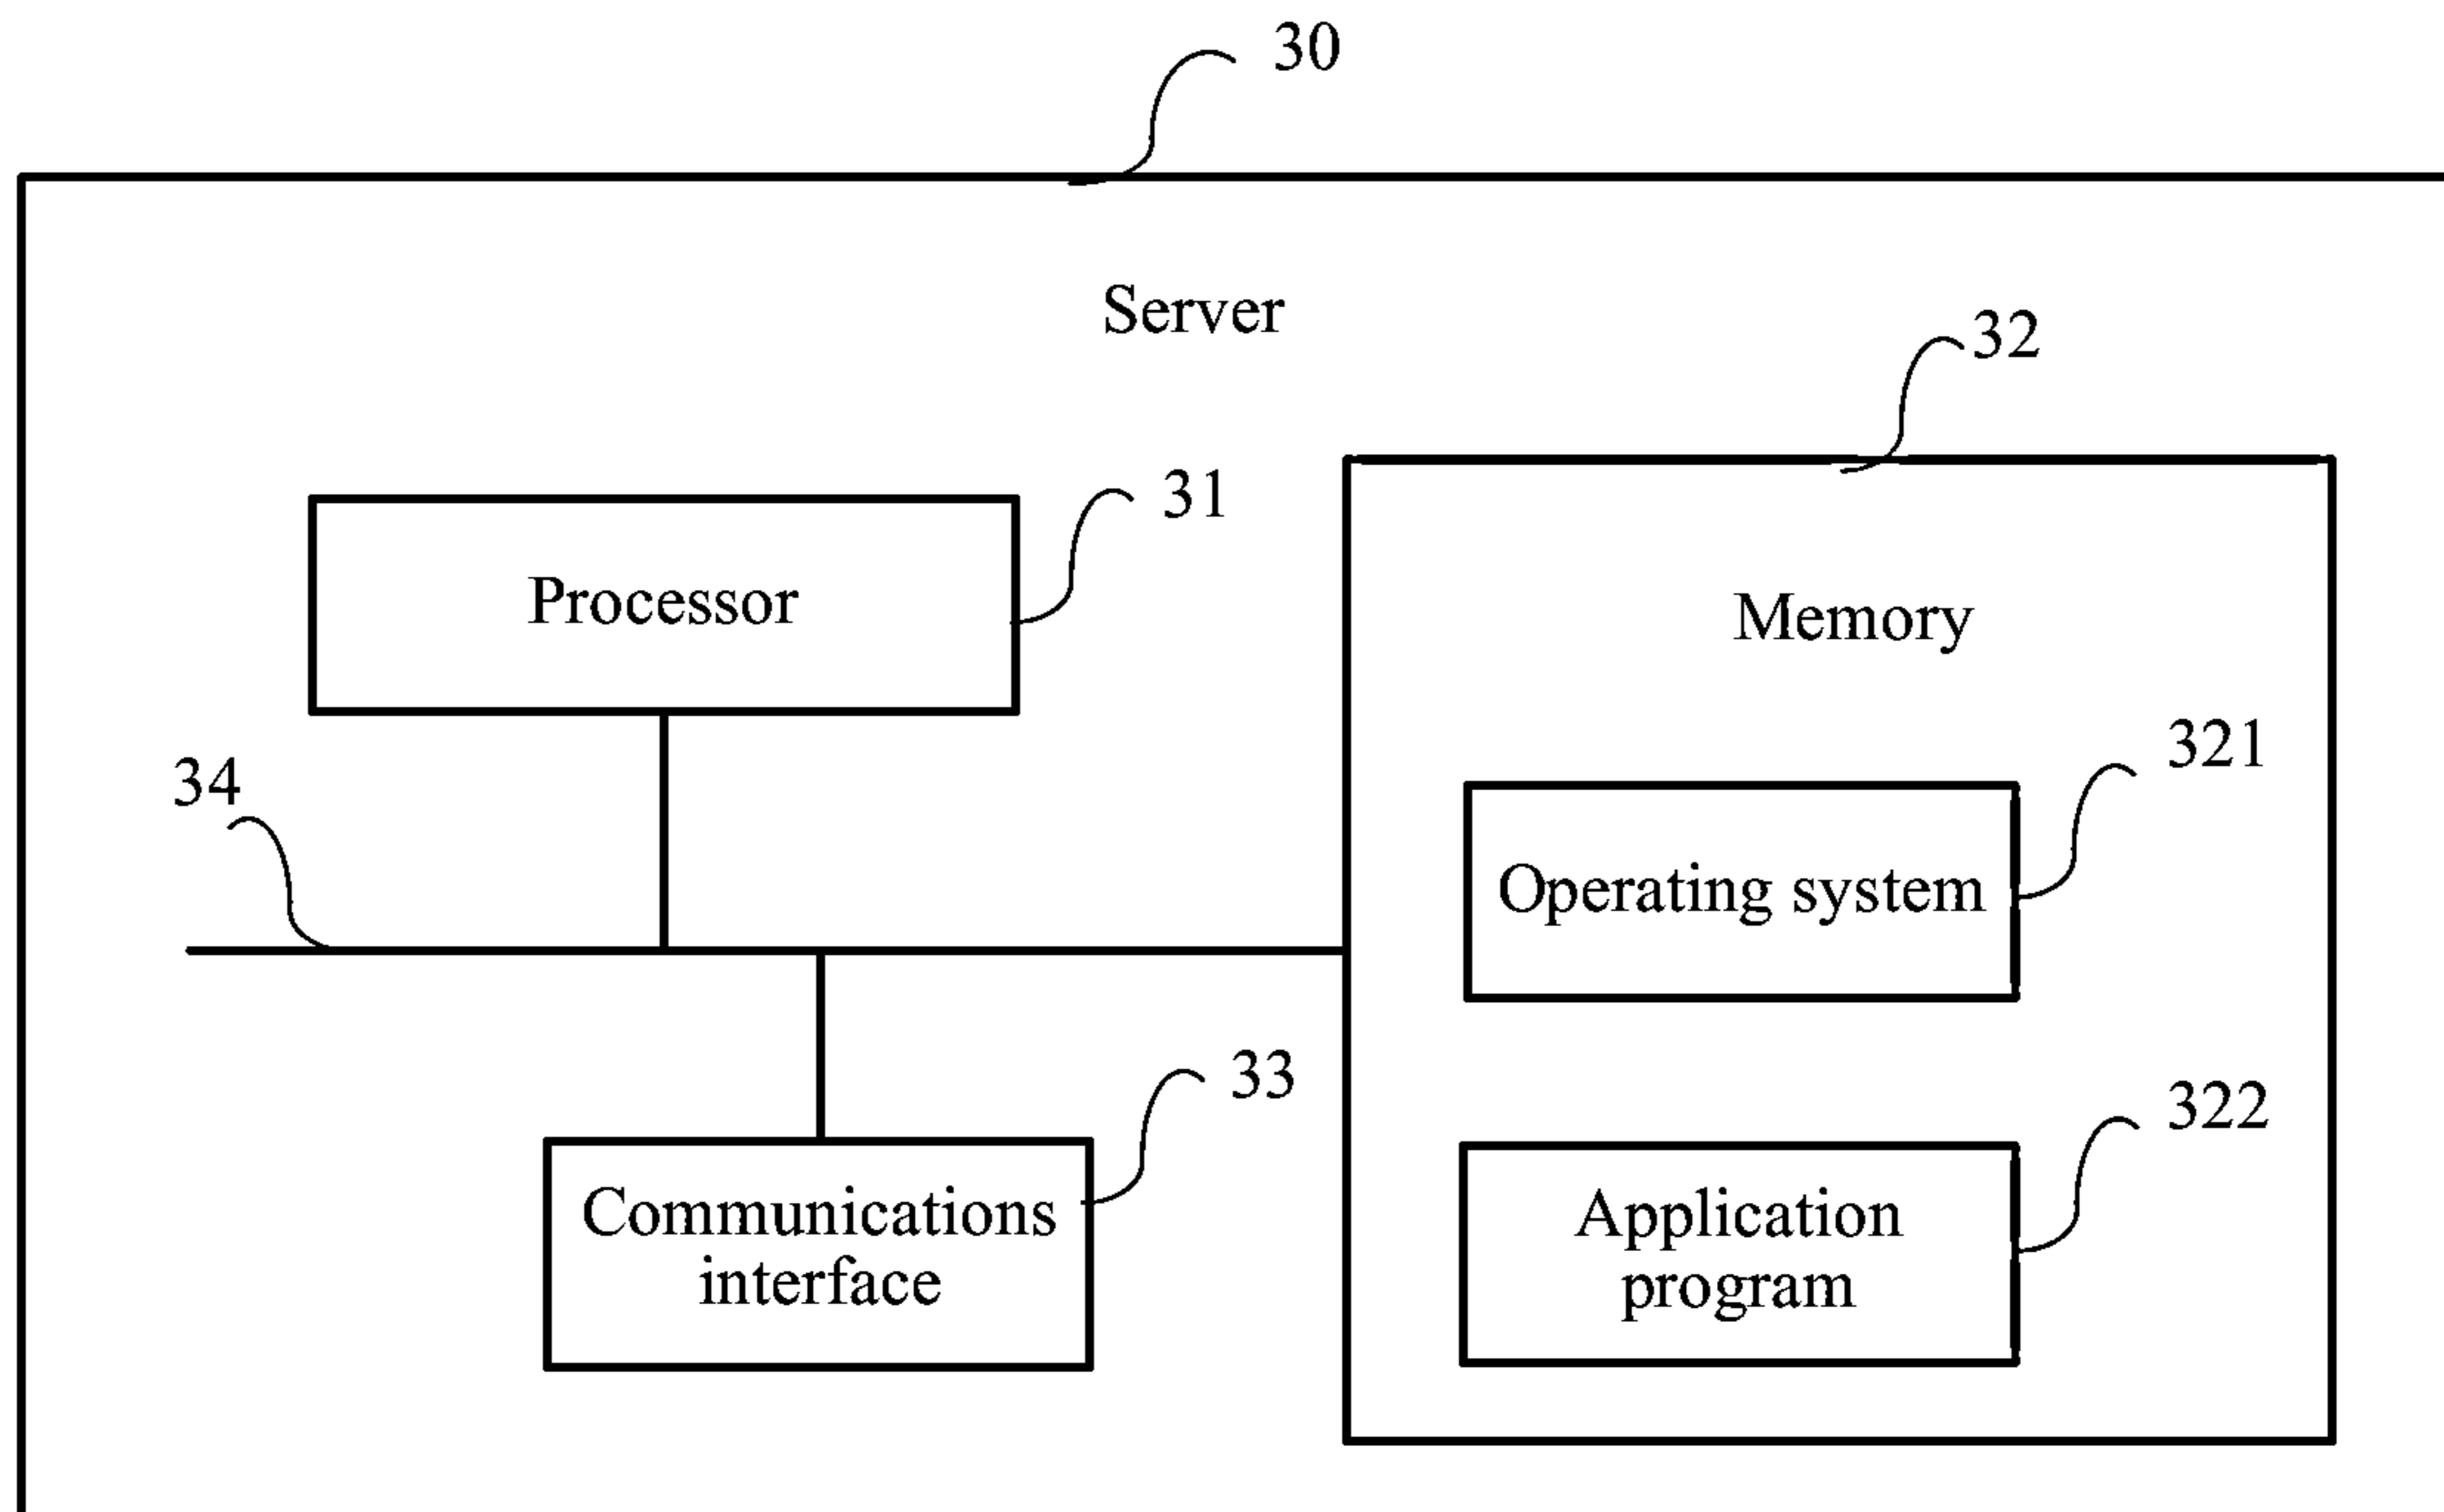 30
Server
32
31
Processor
Memory
321
34
Operating system
33
322
Communications
interface
Application
program